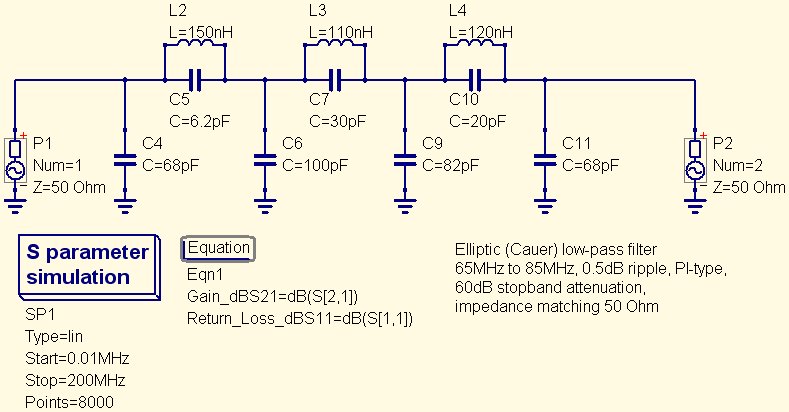 L2
L=150nH
L3
L=110nH
L4
L=120nH
C5
C=6.2pF
C7
C=30pF
C10
C=20pF
P1
Num=1
Z=50 Ohm
C4
C=68pF
C6
C=100pF
C9
C=82pF
C11
C=68pF
P2
Num=2
Z=50 Ohm
S parameter
simulation
SP1
Type=lin
Start=0.01MHz
Stop=200MHz
Points=8000
Equation
Eqn1
Gain_dBS21=dB(S[2,1])
Return_Loss_dBS11=dB(S[1,1])
Elliptic (Cauer) low-pass filter
65MHz to 85MHz, 0.5dB ripple, PI-type,
60dB stopband attenuation,
impedance matching 50 Ohm